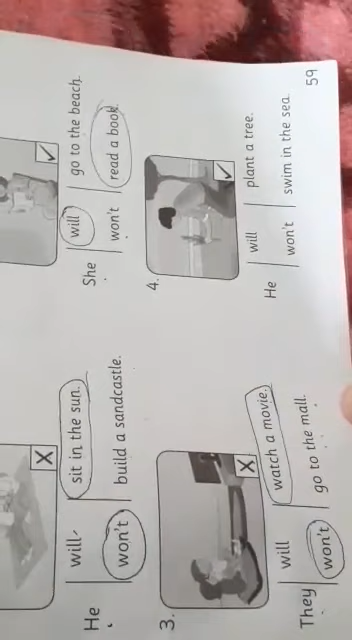 He will sit in the sun.
won't build a sandcastle.
She will go to the beach.
won't read a book.
3.
They will watch a movie.
won't go to the mall.
4.
He will plant a tree.
won't swim in the sea.
59